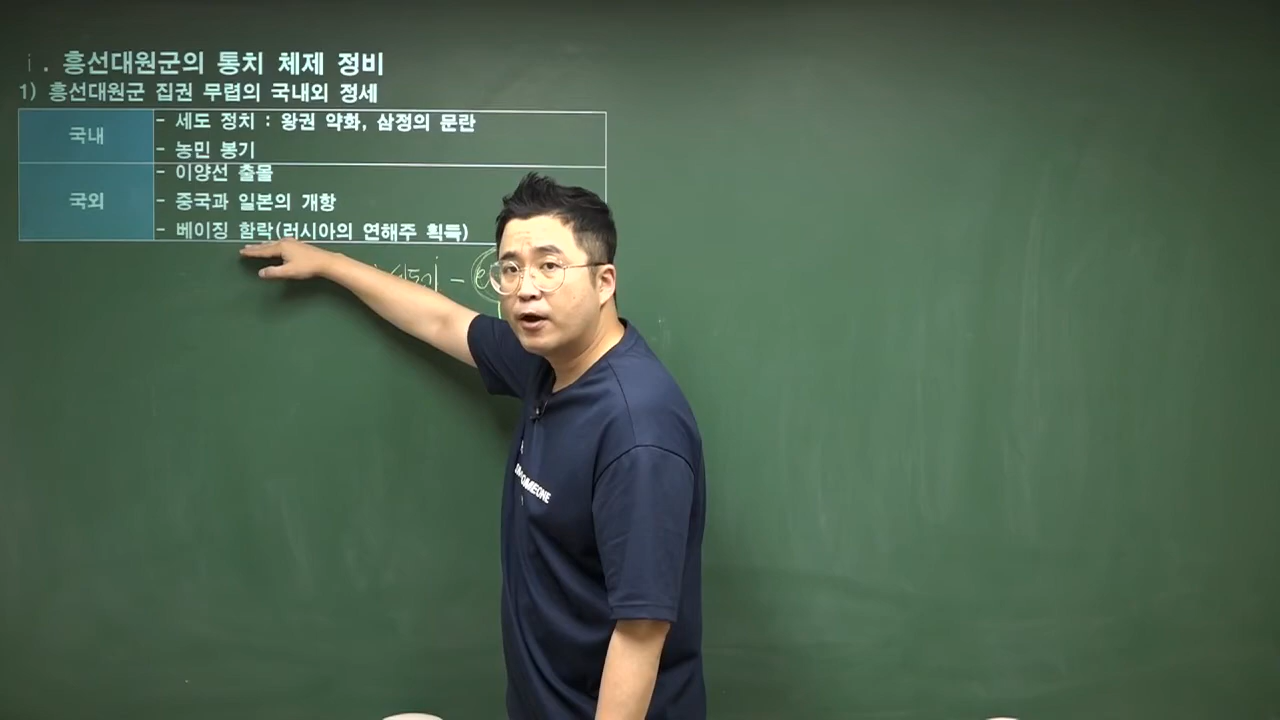 i. 흥선대원군의 통치 체제 정비
1) 흥선대원군 집권 무렵의 국내외 정세
국내
- 세도 정치 : 왕권 약화, 삼정의 문란
- 농민 봉기
국외
- 이양선 출몰
- 중국과 일본의 개항
- 베이징 함락(러시아의 연해주 획득)